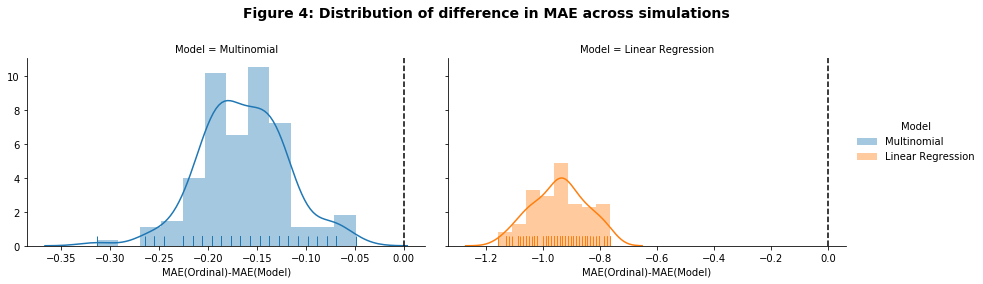 Figure 4: Distribution of difference in MAE across simulations
Model = Multinomial
Model = Linear Regression
10
8
6
4
2
0
−0.35 −0.30 −0.25 −0.20 −0.15 −0.10 −0.05 0.00
MAE(Ordinal)-MAE(Model)
−1.2 −1.0 −0.8 −0.6 −0.4 −0.2 0.0
MAE(Ordinal)-MAE(Model)
Model
Multinomial
Linear Regression